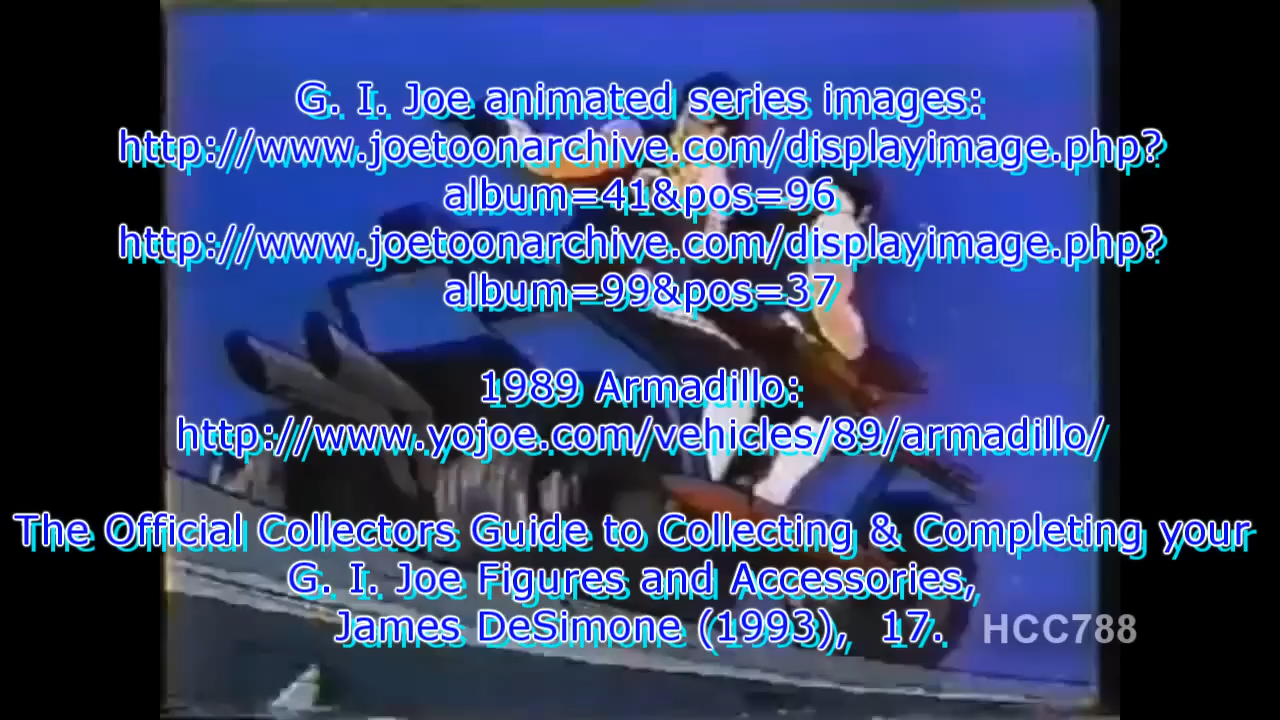 G. I. Joe animated series images:
http://www.joetoonarchive.com/displayimage.php?
album=41&pos=96
http://www.joetoonarchive.com/displayimage.php?
album=99&pos=37
1989 Armadillo:
http://www.yojoe.com/vehicles/89/armadillo/
The Official Collectors Guide to Collecting & Completing your
G. I. Joe Figures and Accessories,
James DeSimone (1993), 17.
HCC788